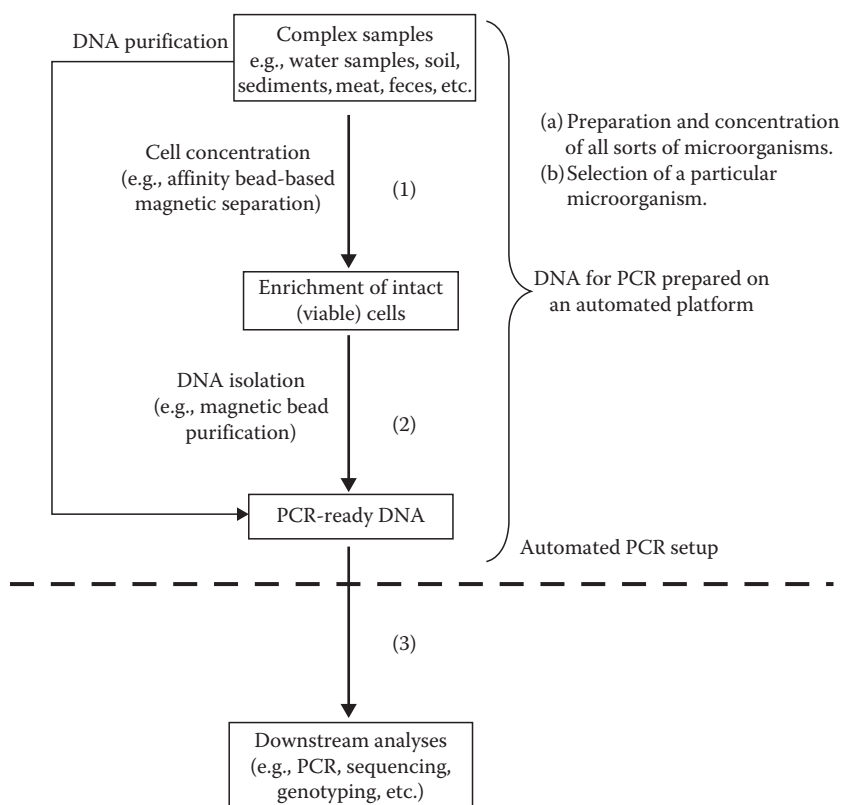 DNA purification
Complex samples
e.g., water samples, soil,
sediments, meat, feces, etc.
(a) Preparation and concentration
of all sorts of microorganisms.
(b) Selection of a particular
microorganism.
Cell concentration
(e.g., affinity bead-based
magnetic separation)
(1)
Enrichment of intact
(viable) cells
DNA for PCR prepared on
an automated platform
DNA isolation
(e.g., magnetic bead
purification)
(2)
PCR-ready DNA
Automated PCR setup
(3)
Downstream analyses
(e.g., PCR, sequencing,
genotyping, etc.)